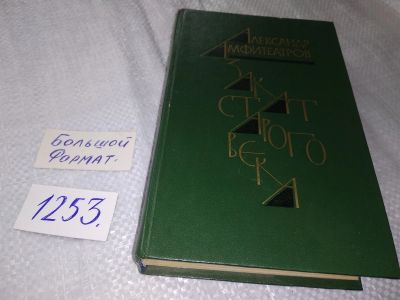 Александр
Амфитеатров
Закат
старого
века
Большой
Формат.
1253.